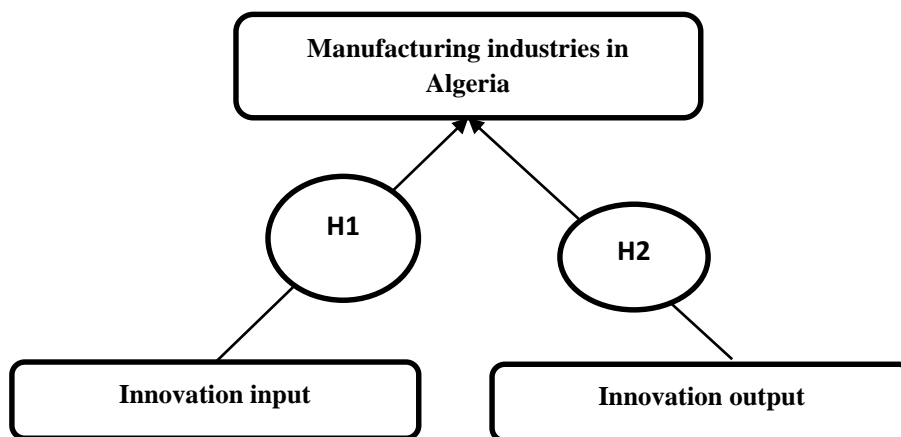 Manufacturing industries in
Algeria
H1
H2
Innovation input
Innovation output